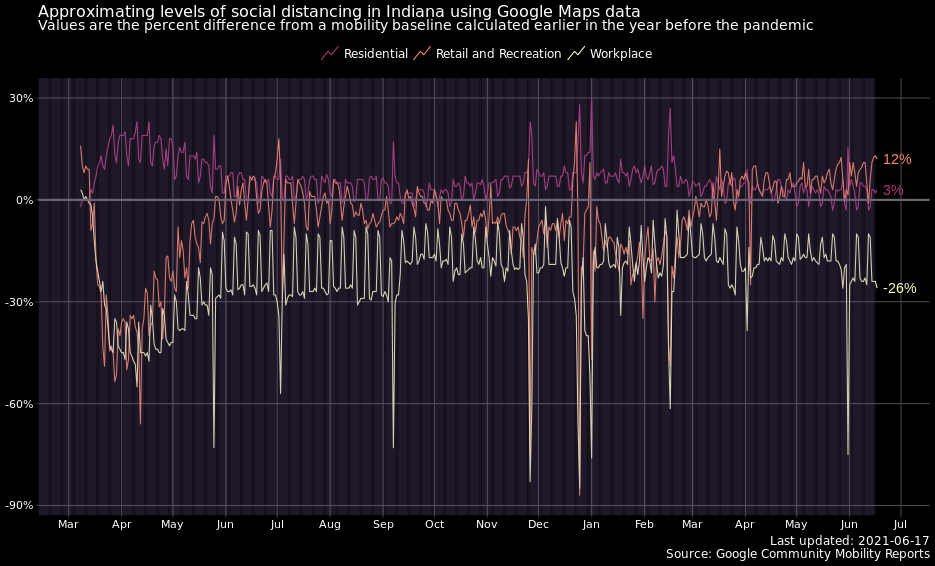 Approximating levels of social distancing in Indiana using Google Maps data
Values are the percent difference from a mobility baseline calculated earlier in the year before the pandemic
Residential Retail and Recreation Workplace
30%
0%
-30%
-60%
-90%
12%
3%
-26%
Mar Apr May Jun Jul Aug Sep Oct Nov Dec Jan Feb Mar Apr May Jun Jul
Last updated: 2021-06-17
Source: Google Community Mobility Reports